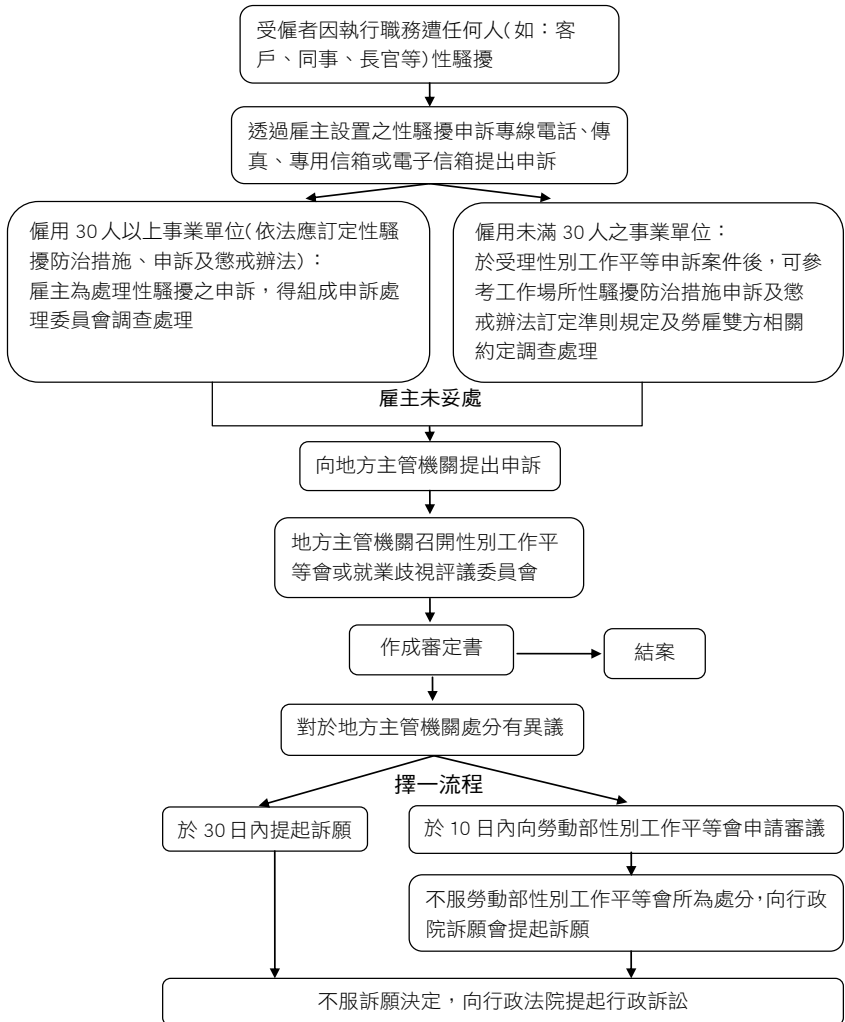 受僱者因執行職務遭任何人(如：客
戶、同事、長官等)性騷擾
透過雇主設置之性騷擾申訴專線電話、傳
真、專用信箱或電子信箱提出申訴
僱用 30 人以上事業單位(依法應訂定性騷
擾防治措施、申訴及懲戒辦法)：
雇主為處理性騷擾之申訴，得組成申訴處
理委員會調查處理
僱用未滿 30 人之事業單位：
於受理性別工作平等申訴案件後，可參
考工作場所性騷擾防治措施申訴及懲
戒辦法訂定準則規定及勞雇雙方相關
約定調查處理
雇主未妥處
向地方主管機關提出申訴
地方主管機關召開性別工作平
等會或就業歧視評議委員會
作成審定書
結案
對於地方主管機關處分有異議
擇一流程
於 30 日內提起訴願
於 10 日內向勞動部性別工作平等會申請審議
不服勞動部性別工作平等會所為處分，向行政
院訴願會提起訴願
不服訴願決定，向行政法院提起行政訴訟